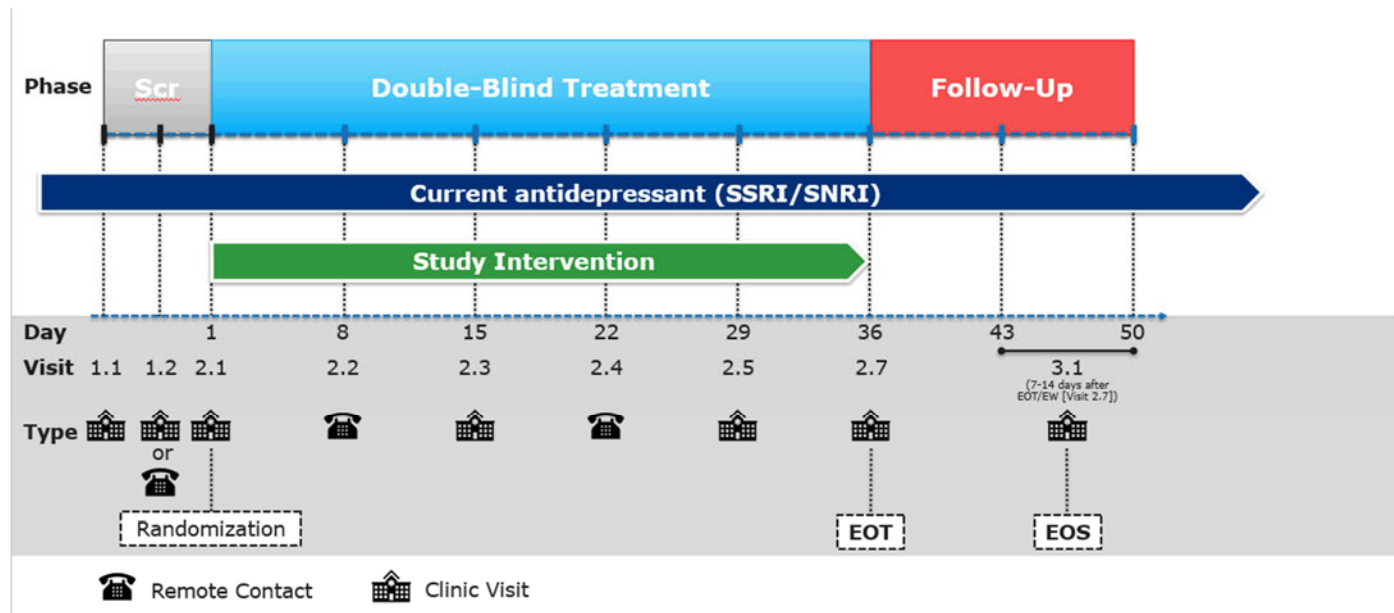 Phase Scr Double-Blind Treatment Follow-Up
Current antidepressant (SSRI/SNRI)
Study Intervention
Day 1 8 15 22 29 36 43 50
Visit 1.1 1.2 2.1 2.2 2.3 2.4 2.5 2.7 3.1
(7-14 days after
EOT/EW [Visit 2.7])
Type
or
Randomization EOT EOS
Remote Contact Clinic Visit